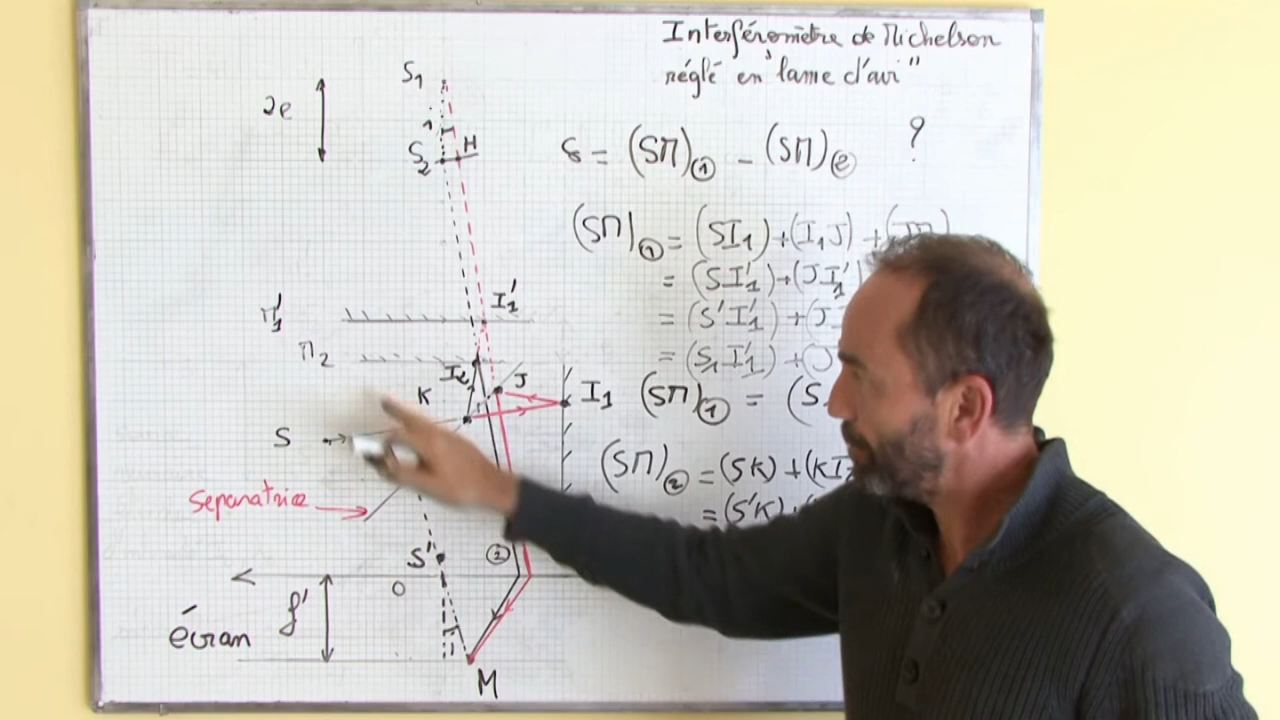 Interféromètre de Michelson
réglé en "lame d'air"
S1
2e
i
S2 H
δ = (SM)① - (SM)② ?
(SM)① = (SI1)+(I1J)+(JM)
= (SI'1)+(JI'1)
= (S'I'1)+(J
= (S1I'1)+(J
(SM)① = (S
(SM)② = (SK)+(KI2
= (S'K)+(
I'1
M'1
M2
I2 J
K
I1
S
Séparatrice
S' ②
O
f'
écran
i
M